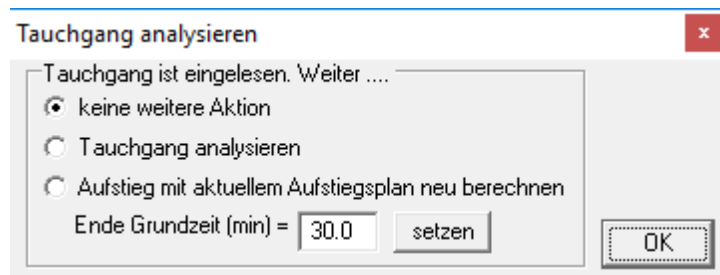 Tauchgang analysieren
x
Tauchgang ist eingelesen. Weiter ....
keine weitere Aktion
Tauchgang analysieren
Aufstieg mit aktuellem Aufstiegsplan neu berechnen
Ende Grundzeit (min) = 30.0 setzen
OK